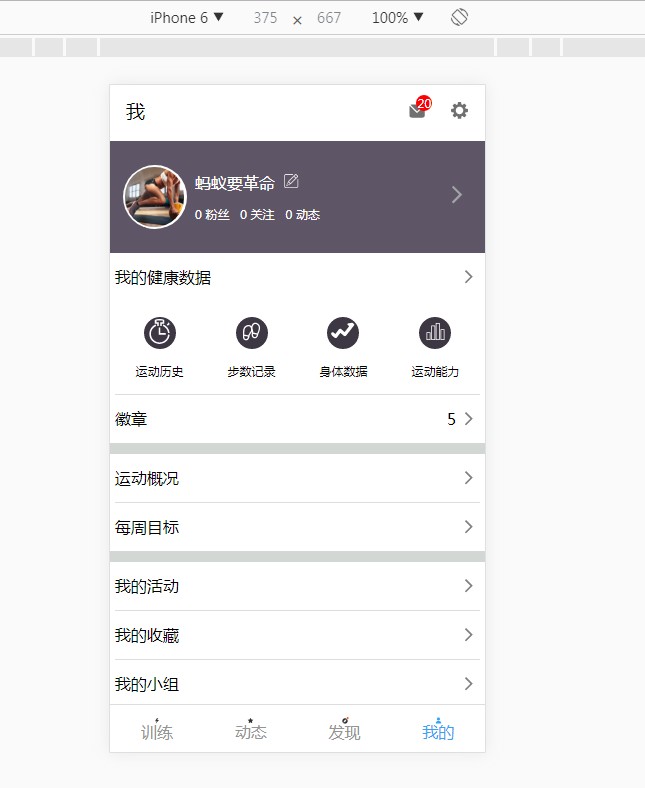 iPhone 6 ▼ 375 × 667 100% ▼
我 20
蚂蚁要革命
0 粉丝 0 关注 0 动态
我的健康数据
运动历史 步数记录 身体数据 运动能力
徽章 5
运动概况
每周目标
我的活动
我的收藏
我的小组
训练 动态 发现 我的